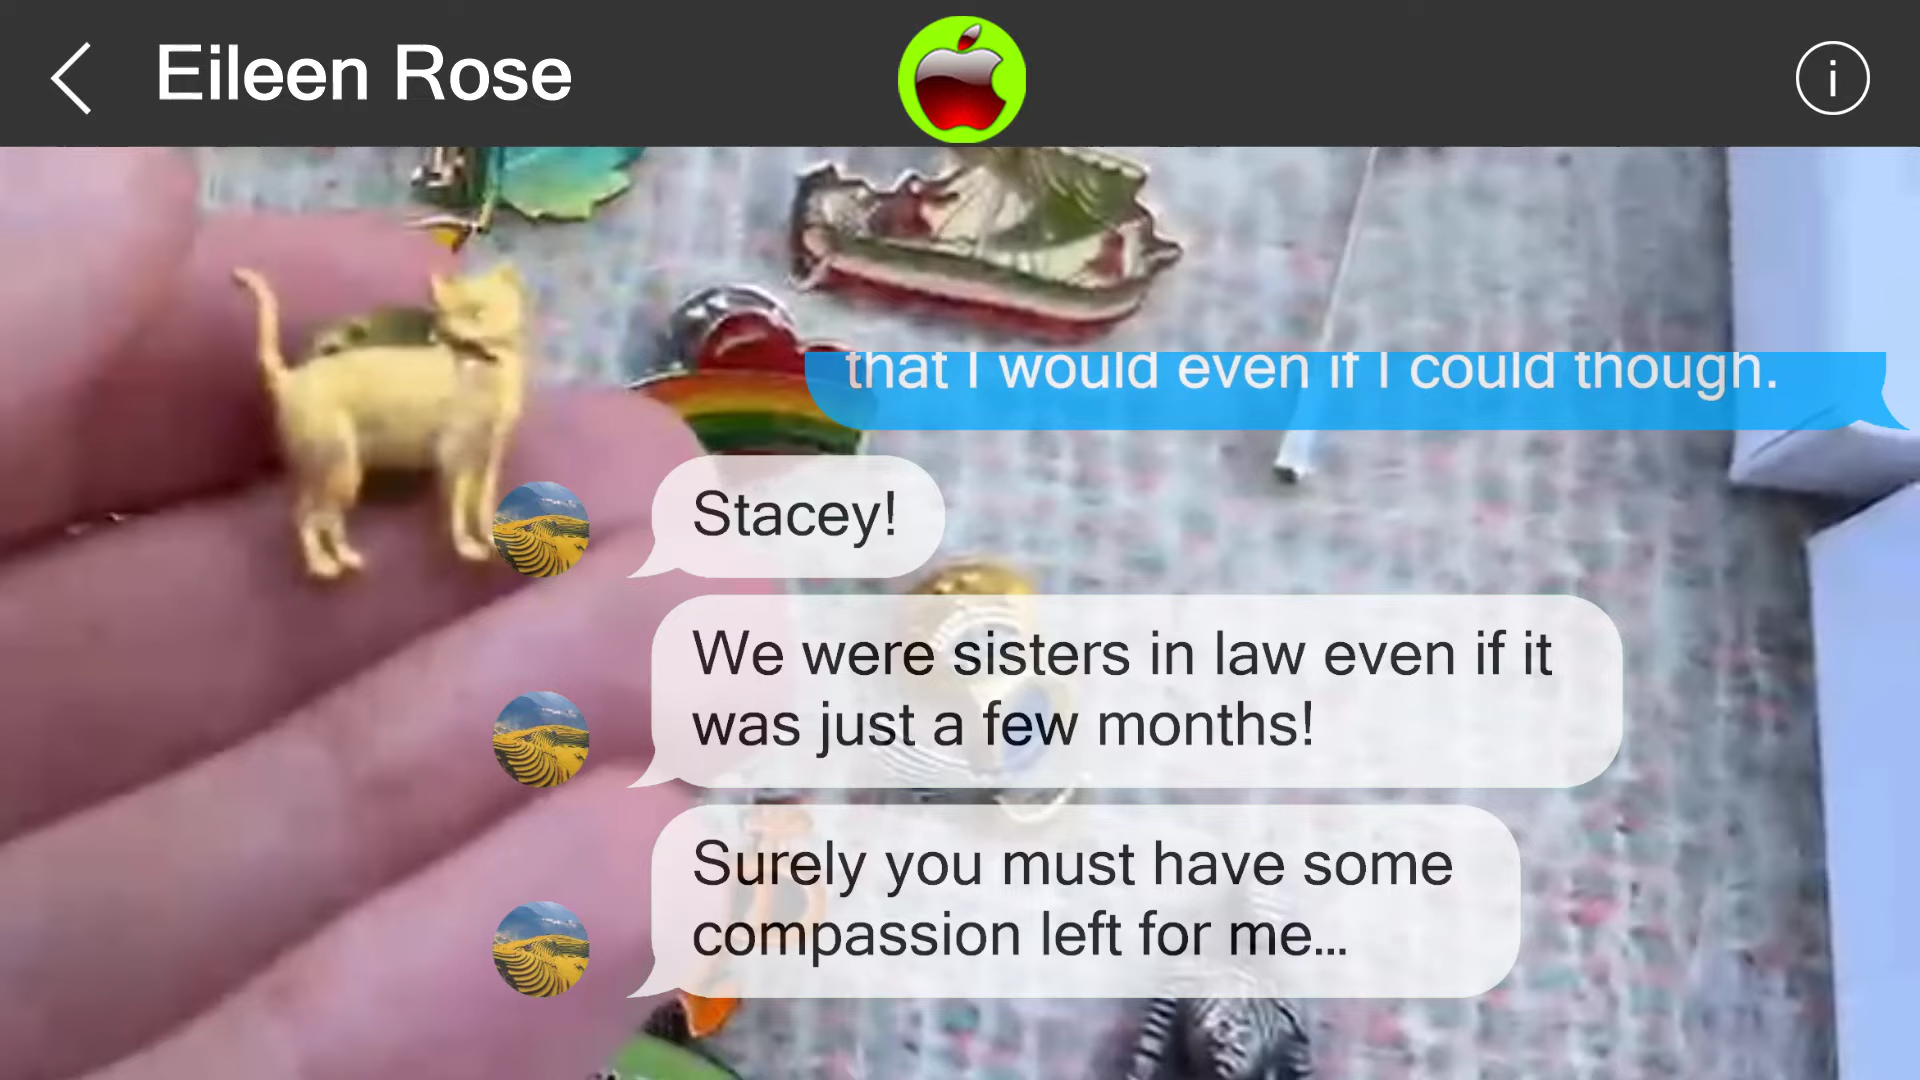 Eileen Rose
that I would even if I could though.
Stacey!
We were sisters in law even if it
was just a few months!
Surely you must have some
compassion left for me...